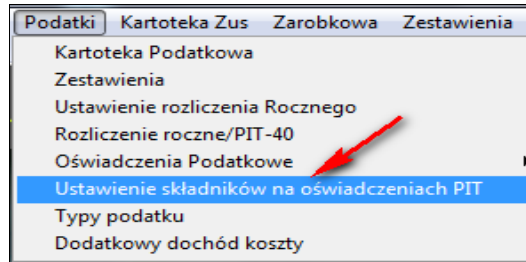 Podatki Kartoteka Zus Zarobkowa Zestawienia
Kartoteka Podatkowa
Zestawienia
Ustawienie rozliczenia Rocznego
Rozliczenie roczne/PIT-40
Oświadczenia Podatkowe
Ustawienie składników na oświadczeniach PIT
Typy podatku
Dodatkowy dochód koszty